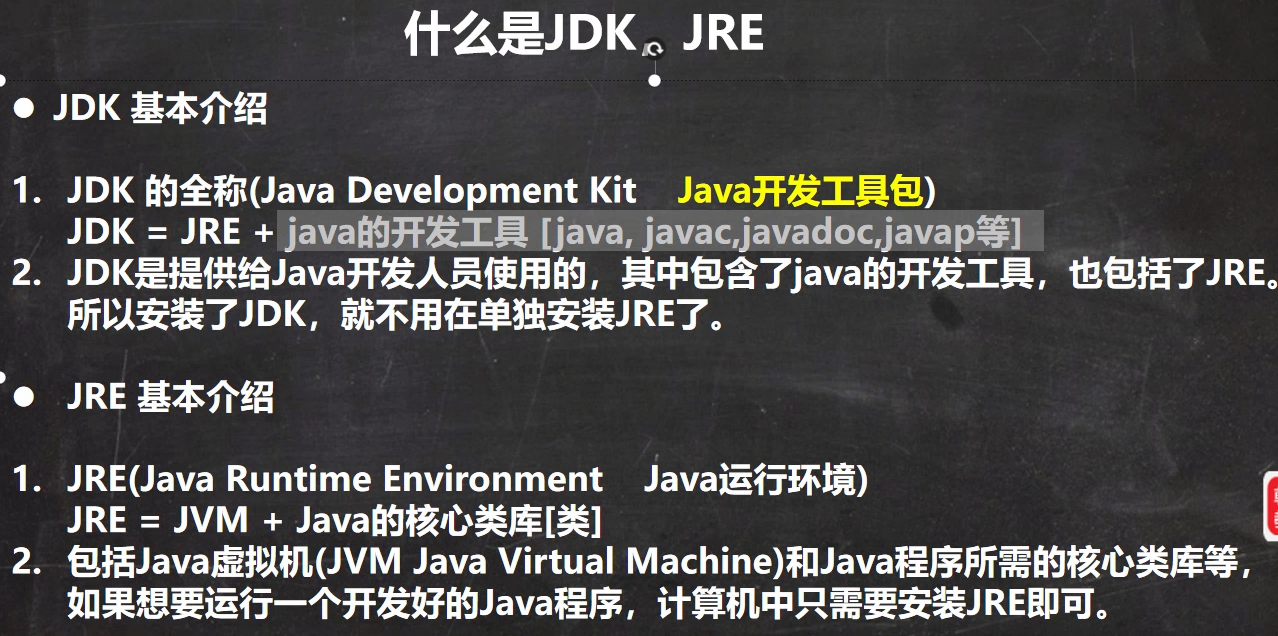 什么是JDK、JRE
● JDK 基本介绍
1. JDK 的全称(Java Development Kit Java开发工具包)
JDK = JRE + java的开发工具 [java, javac,javadoc,javap等]
2. JDK是提供给Java开发人员使用的，其中包含了java的开发工具，也包括了JRE。
所以安装了JDK，就不用在单独安装JRE了。
● JRE 基本介绍
1. JRE(Java Runtime Environment Java运行环境)
JRE = JVM + Java的核心类库[类]
2. 包括Java虚拟机(JVM Java Virtual Machine)和Java程序所需的核心类库等，
如果想要运行一个开发好的Java程序，计算机中只需要安装JRE即可。